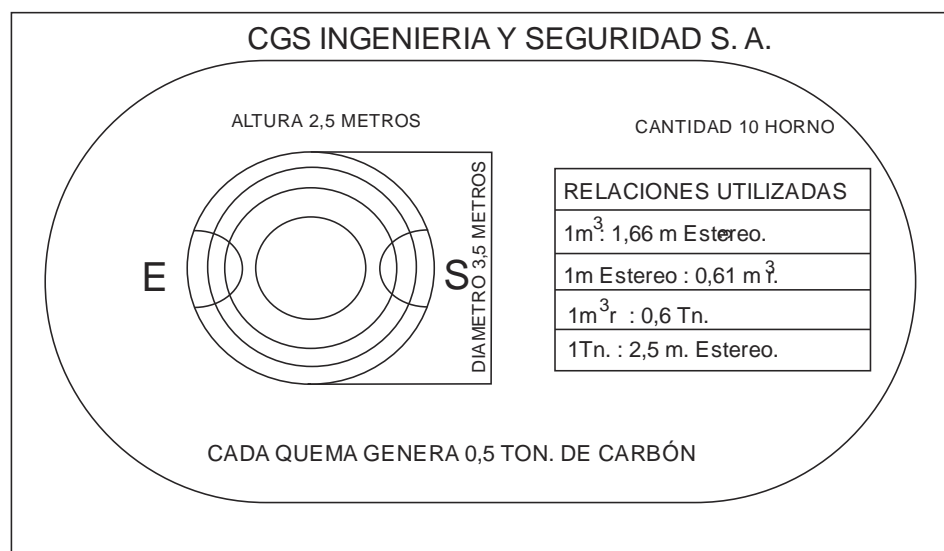 CGS INGENIERIA Y SEGURIDAD S. A.
ALTURA 2,5 METROS
CANTIDAD 10 HORNO
DIAMETRO 3,5 METROS
E
S
RELACIONES UTILIZADAS
1m³: 1,66 m Estereo.
1m Estereo : 0,61 m³r.
1m³r : 0,6 Tn.
1Tn. : 2,5 m. Estereo.
CADA QUEMA GENERA 0,5 TON. DE CARBÓN